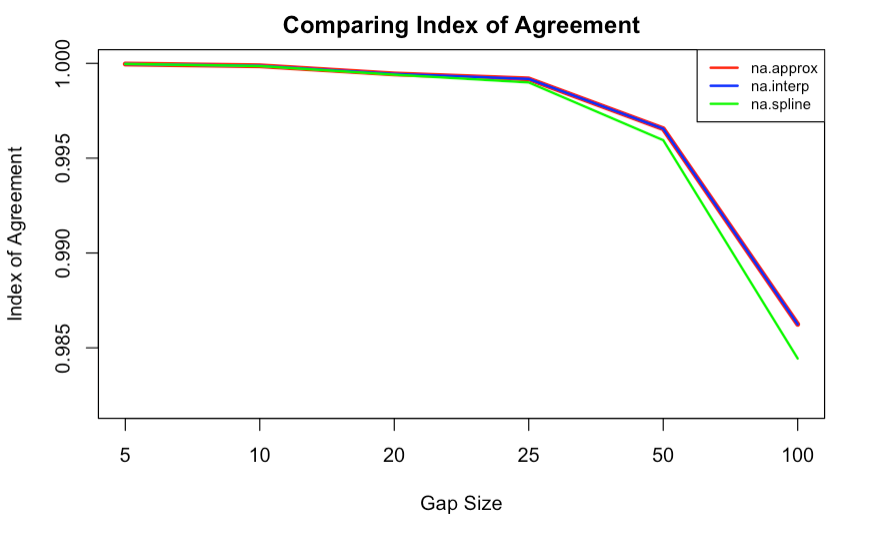 Comparing Index of Agreement
na.approx
na.interp
na.spline
1.000
0.995
0.990
0.985
Index of Agreement
5 10 20 25 50 100
Gap Size